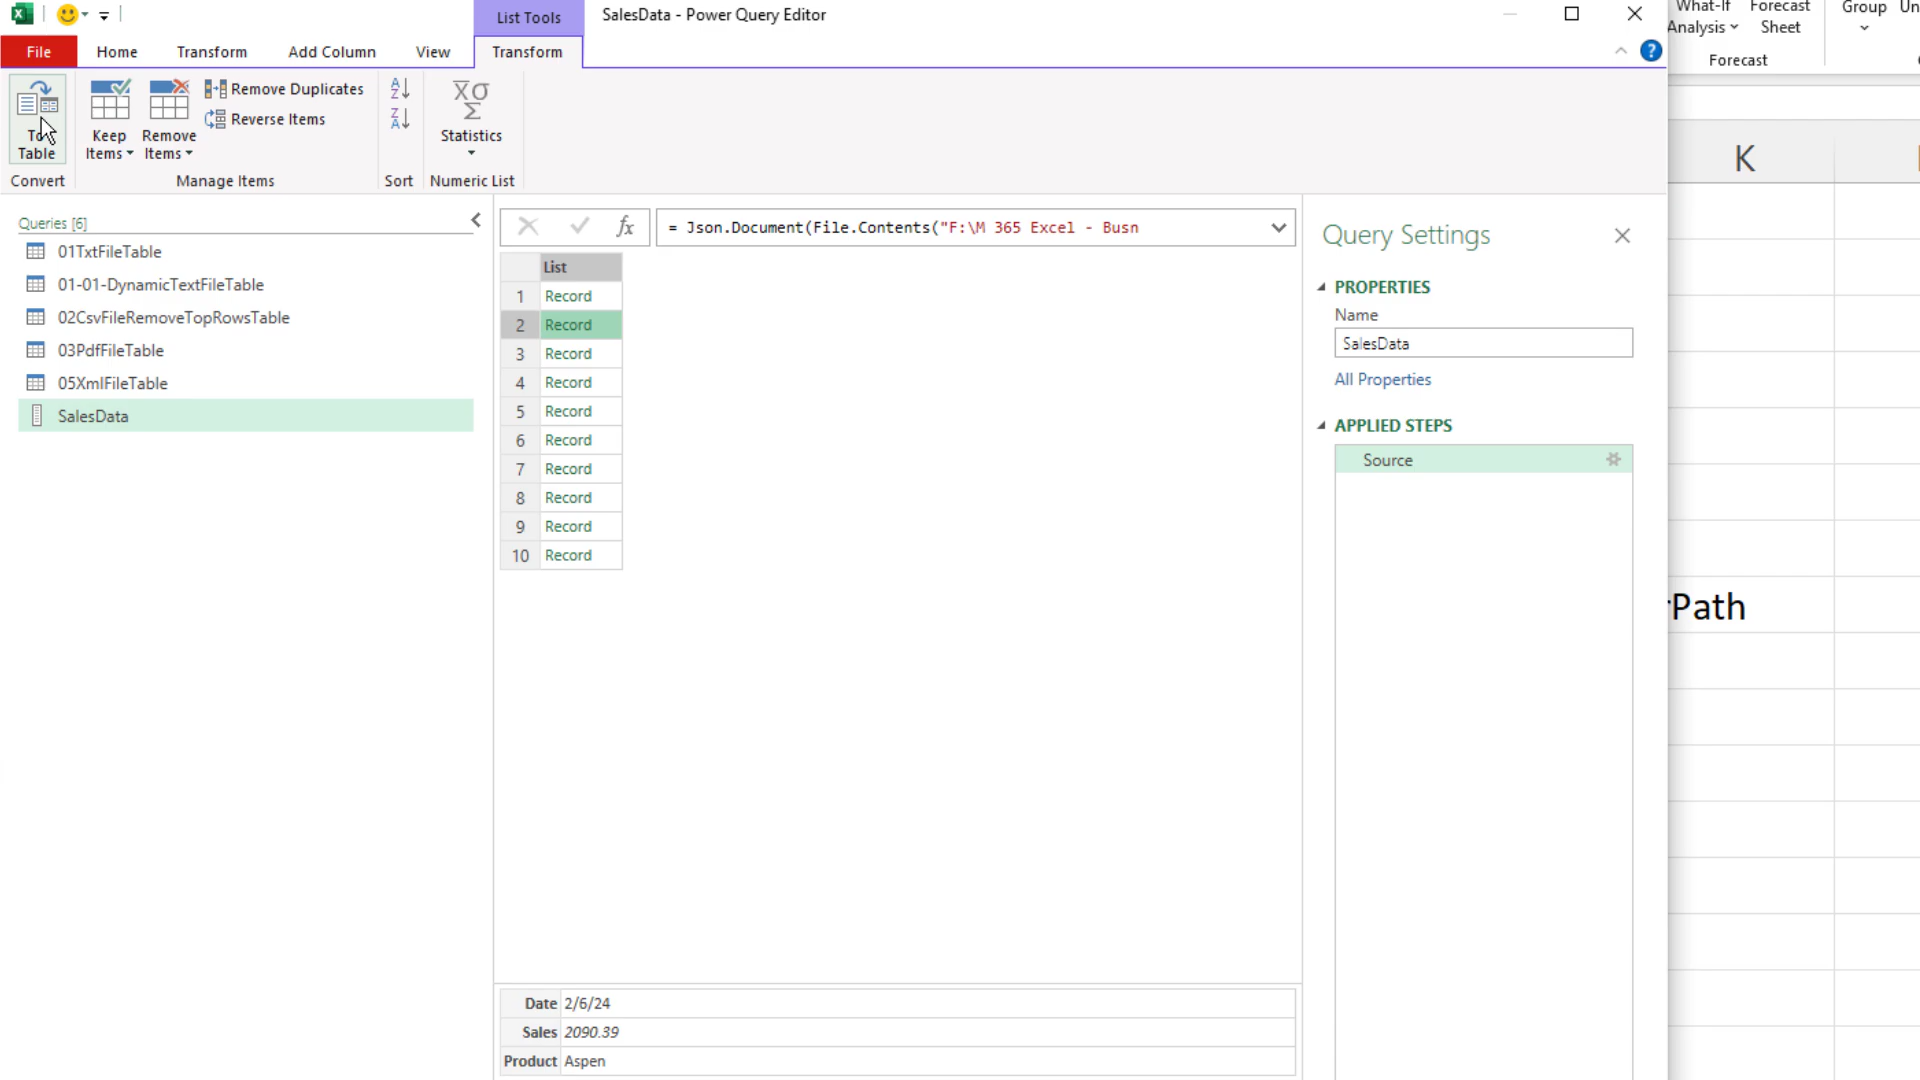 List Tools
SalesData - Power Query Editor
File
Home
Transform
Add Column
View
Transform
To
Table
Convert
Keep
Items
Remove
Items
Remove Duplicates
Reverse Items
Manage Items
Sort
Statistics
Numeric List
What-If
Analysis
Forecast
Sheet
Forecast
Group
K
Path
Queries [6]
01TxtFileTable
01-01-DynamicTextFileTable
02CsvFileRemoveTopRowsTable
03PdfFileTable
05XmlFileTable
SalesData
fx
= Json.Document(File.Contents("F:\M 365 Excel - Busn
List
1 Record
2 Record
3 Record
4 Record
5 Record
6 Record
7 Record
8 Record
9 Record
10 Record
Date 2/6/24
Sales 2090.39
Product Aspen
Query Settings
PROPERTIES
Name
SalesData
All Properties
APPLIED STEPS
Source